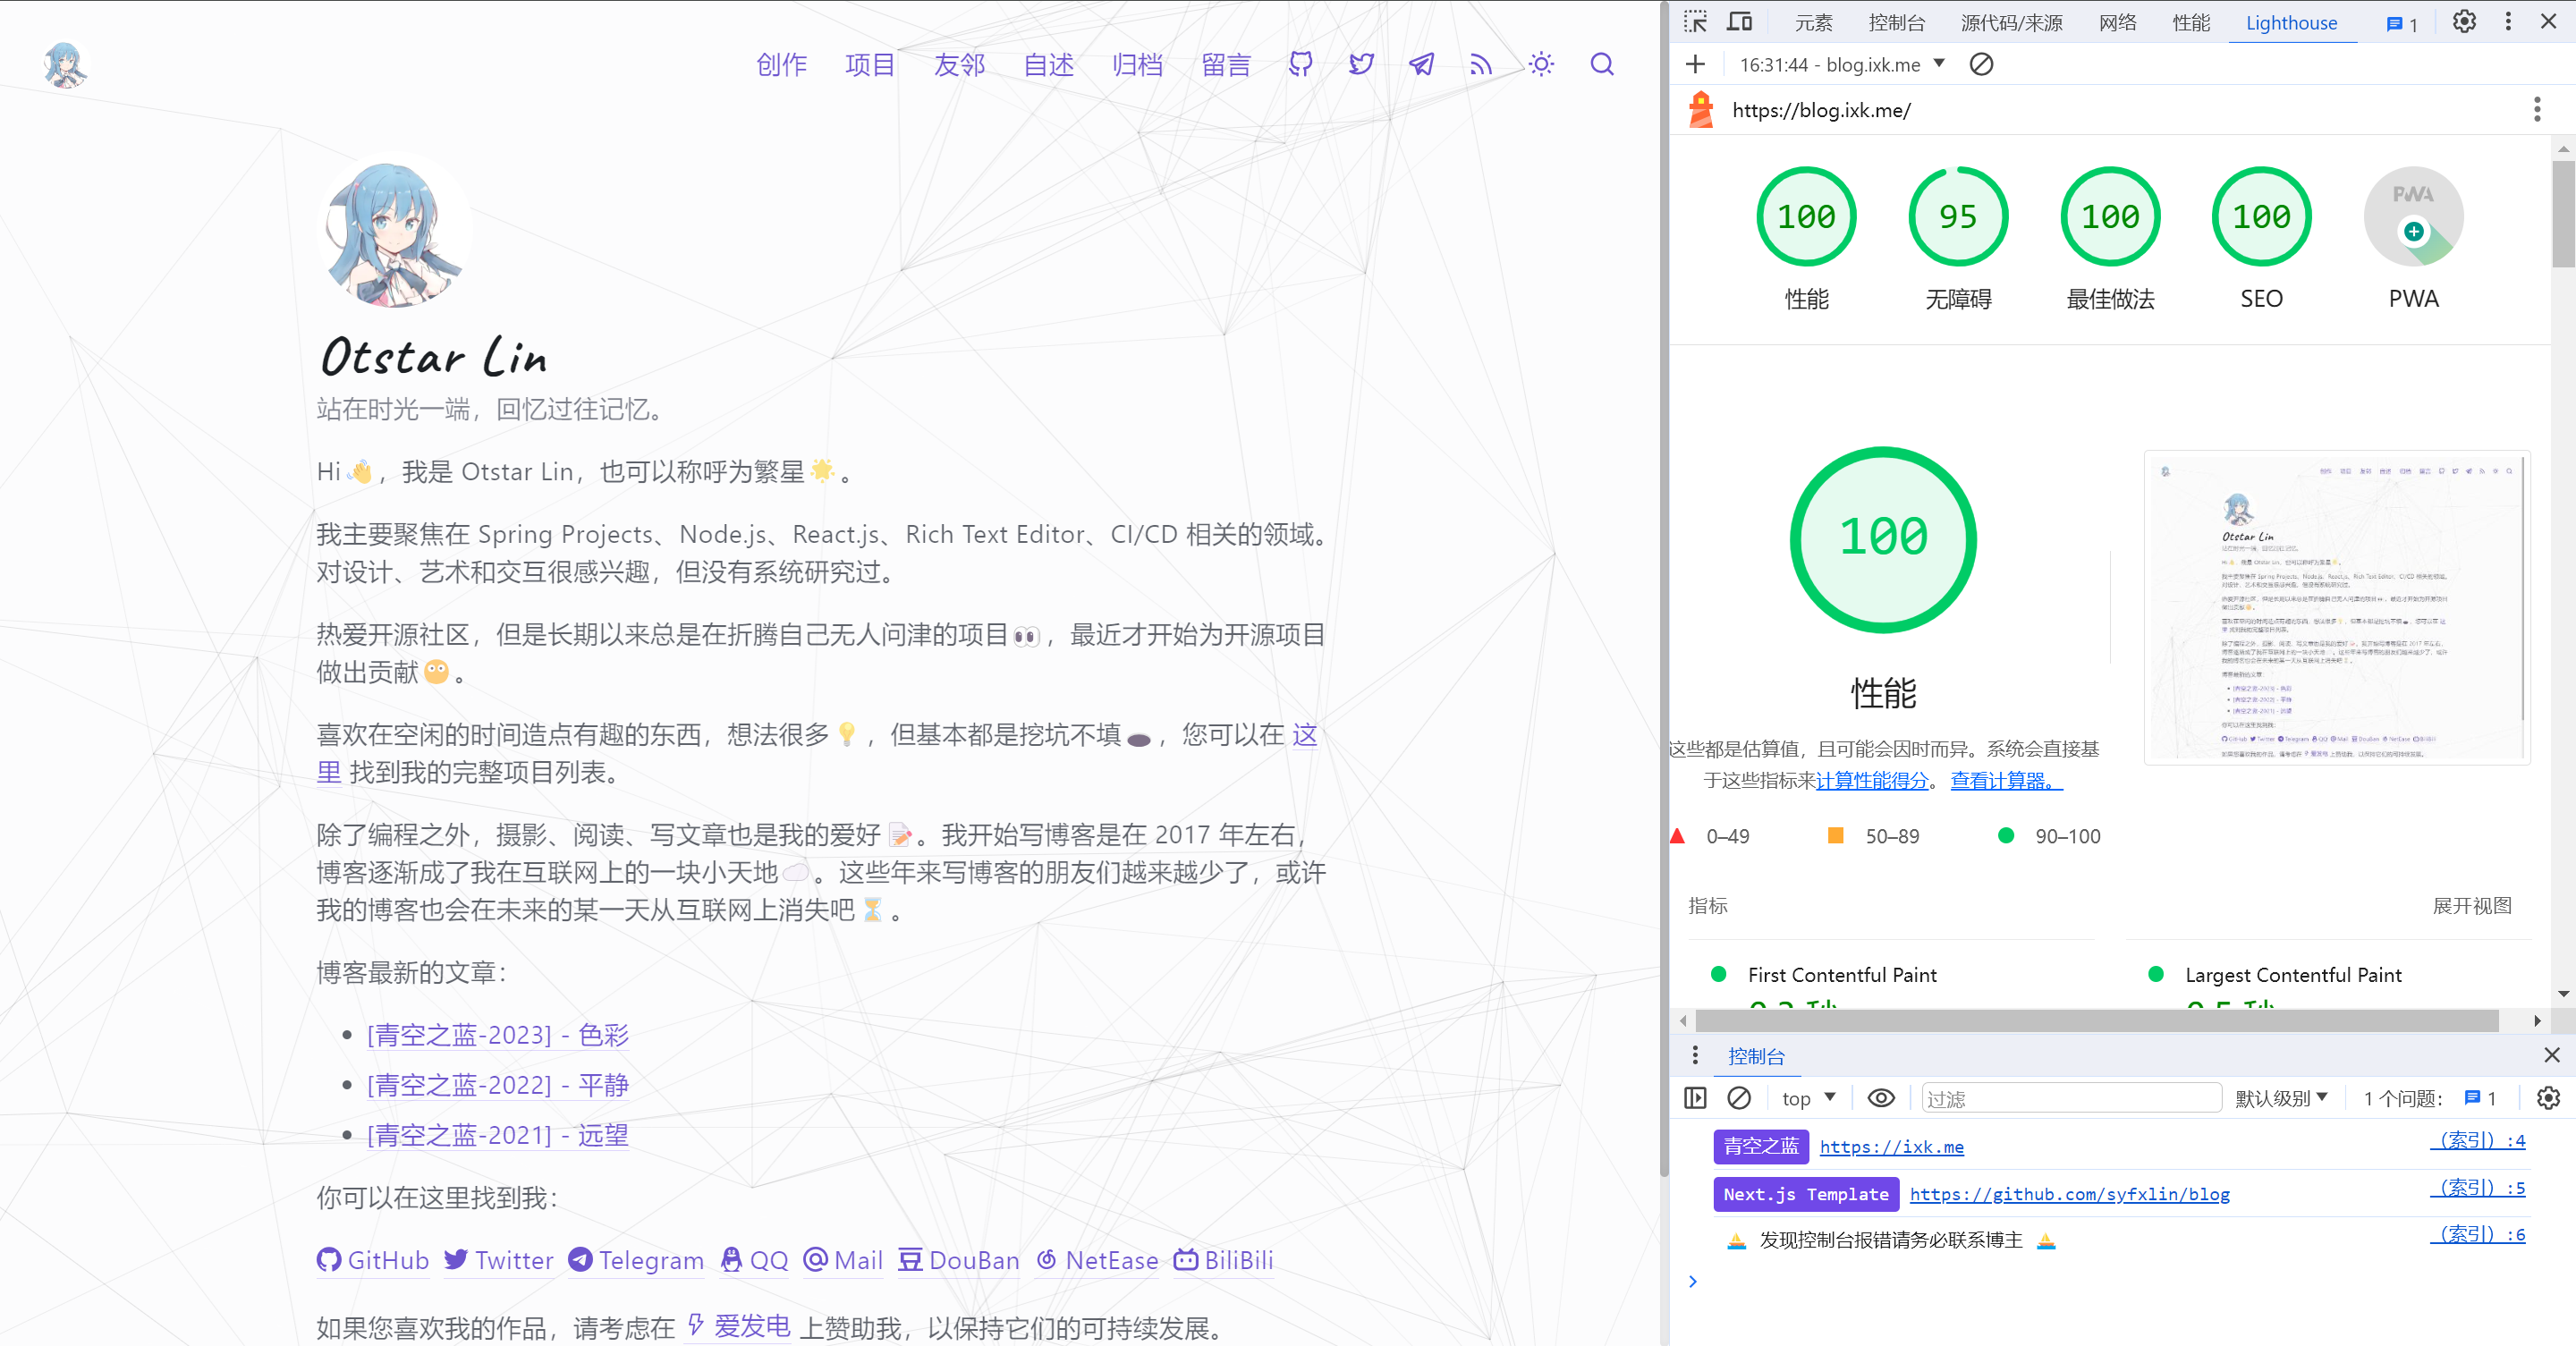 创作 项目 友邻 自述 归档 留言
Otstar Lin
站在时光一端，回忆过往记忆。
Hi👋，我是 Otstar Lin，也可以称呼为繁星🌟。
我主要聚焦在 Spring Projects、Node.js、React.js、Rich Text Editor、CI/CD 相关的领域。
对设计、艺术和交互很感兴趣，但没有系统研究过。
热爱开源社区，但是长期以来总是在折腾自己无人问津的项目👀，最近才开始为开源项目
做出贡献😶。
喜欢在空闲的时间造点有趣的东西，想法很多💡，但基本都是挖坑不填🕳️，您可以在 这
里 找到我的完整项目列表。
除了编程之外，摄影、阅读、写文章也是我的爱好📝。我开始写博客是在 2017 年左右，
博客逐渐成了我在互联网上的一块小天地☁️。这些年来写博客的朋友们越来越少了，或许
我的博客也会在未来的某一天从互联网上消失吧⏳。
博客最新的文章：
• [青空之蓝-2023] - 色彩
• [青空之蓝-2022] - 平静
• [青空之蓝-2021] - 远望
你可以在这里找到我：
GitHub Twitter Telegram QQ Mail DouBan NetEase BiliBili
如果您喜欢我的作品，请考虑在 爱发电 上赞助我，以保持它们的可持续发展。
元素 控制台 源代码/来源 网络 性能 Lighthouse 1
16:31:44 - blog.ixk.me
https://blog.ixk.me/
100 95 100 100 PWA
性能 无障碍 最佳做法 SEO PWA
100
性能
这些都是估算值，且可能会因时而异。系统会直接基
于这些指标来计算性能得分。 查看计算器。
0–49 50–89 90–100
指标 展开视图
First Contentful Paint Largest Contentful Paint
控制台
top 过滤 默认级别 1 个问题： 1
青空之蓝 https://ixk.me （索引）:4
Next.js Template https://github.com/syfxlin/blog （索引）:5
⛵ 发现控制台报错请务必联系博主 ⛵ （索引）:6